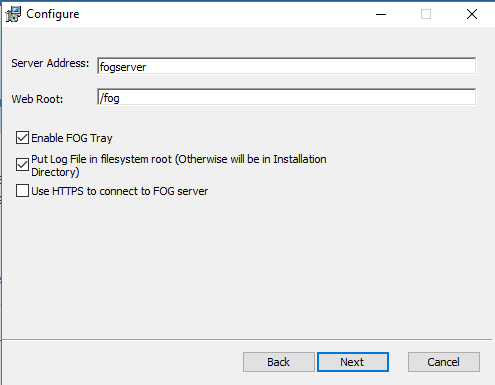 Configure
Server Address: fogserver
Web Root: /fog
Enable FOG Tray
Put Log File in filesystem root (Otherwise will be in Installation
Directory)
Use HTTPS to connect to FOG server
Back Next Cancel